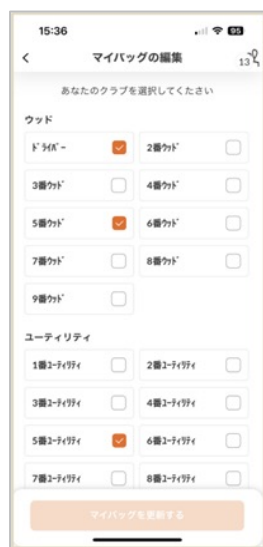 15:36
マイバッグの編集
13
あなたのクラブを選択してください
ウッド
ﾄﾞﾗｲﾊﾞｰ
2番ｳｯﾄﾞ
3番ｳｯﾄﾞ
4番ｳｯﾄﾞ
5番ｳｯﾄﾞ
6番ｳｯﾄﾞ
7番ｳｯﾄﾞ
8番ｳｯﾄﾞ
9番ｳｯﾄﾞ
ユーティリティ
1番ﾕｰﾃｨﾘﾃｨ
2番ﾕｰﾃｨﾘﾃｨ
3番ﾕｰﾃｨﾘﾃｨ
4番ﾕｰﾃｨﾘﾃｨ
5番ﾕｰﾃｨﾘﾃｨ
6番ﾕｰﾃｨﾘﾃｨ
7番ﾕｰﾃｨﾘﾃｨ
8番ﾕｰﾃｨﾘﾃｨ
マイバッグを更新する